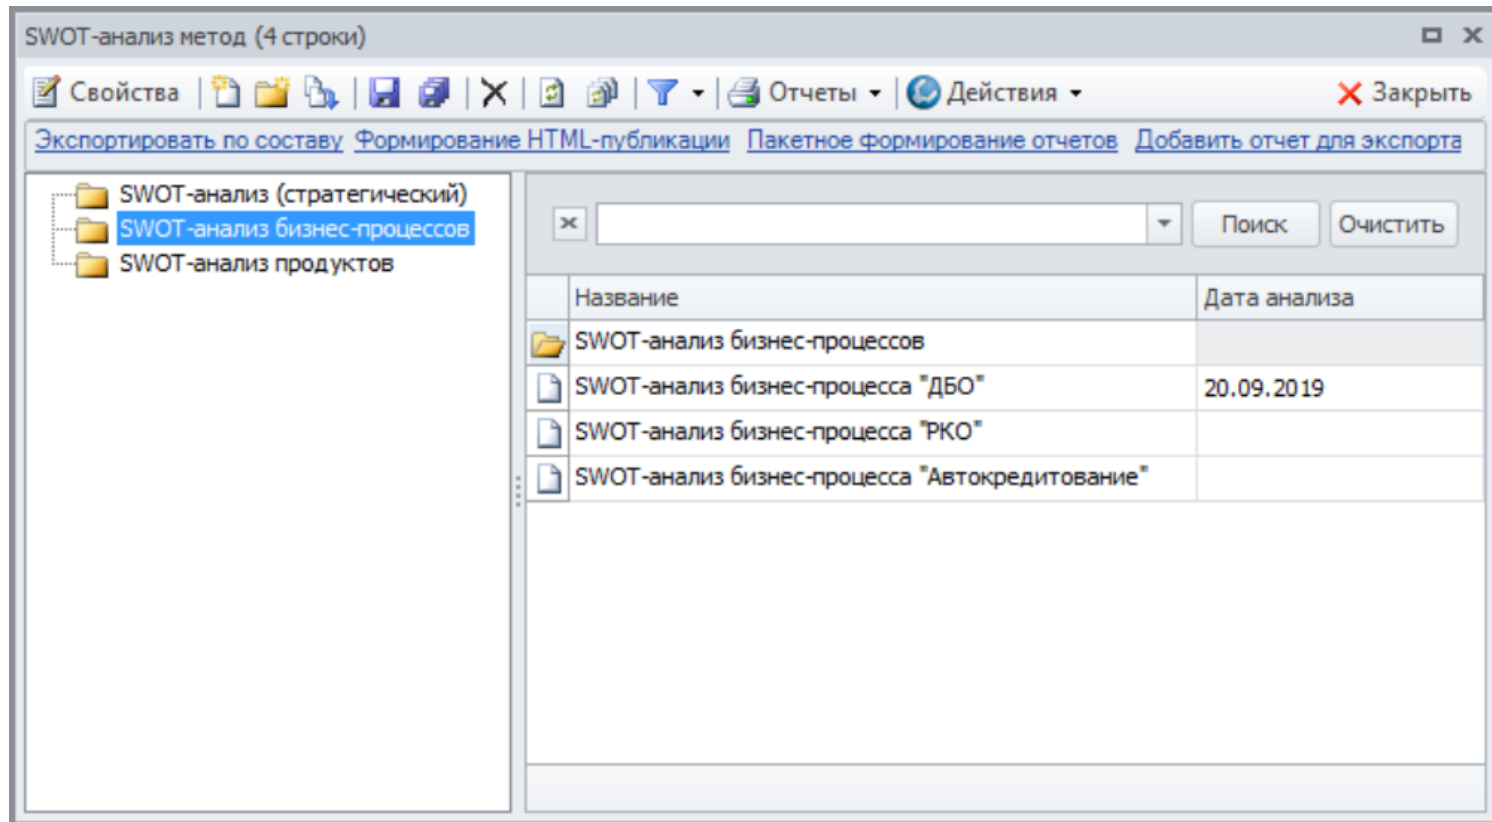 SWOT-анализ метод (4 строки)
Свойства Отчеты Действия Закрыть
Экспортировать по составу Формирование HTML-публикации Пакетное формирование отчетов Добавить отчет для экспорта
SWOT-анализ (стратегический)
SWOT-анализ бизнес-процессов
SWOT-анализ продуктов
Поиск Очистить
Название Дата анализа
SWOT-анализ бизнес-процессов
SWOT-анализ бизнес-процесса "ДБО" 20.09.2019
SWOT-анализ бизнес-процесса "РКО"
SWOT-анализ бизнес-процесса "Автокредитование"